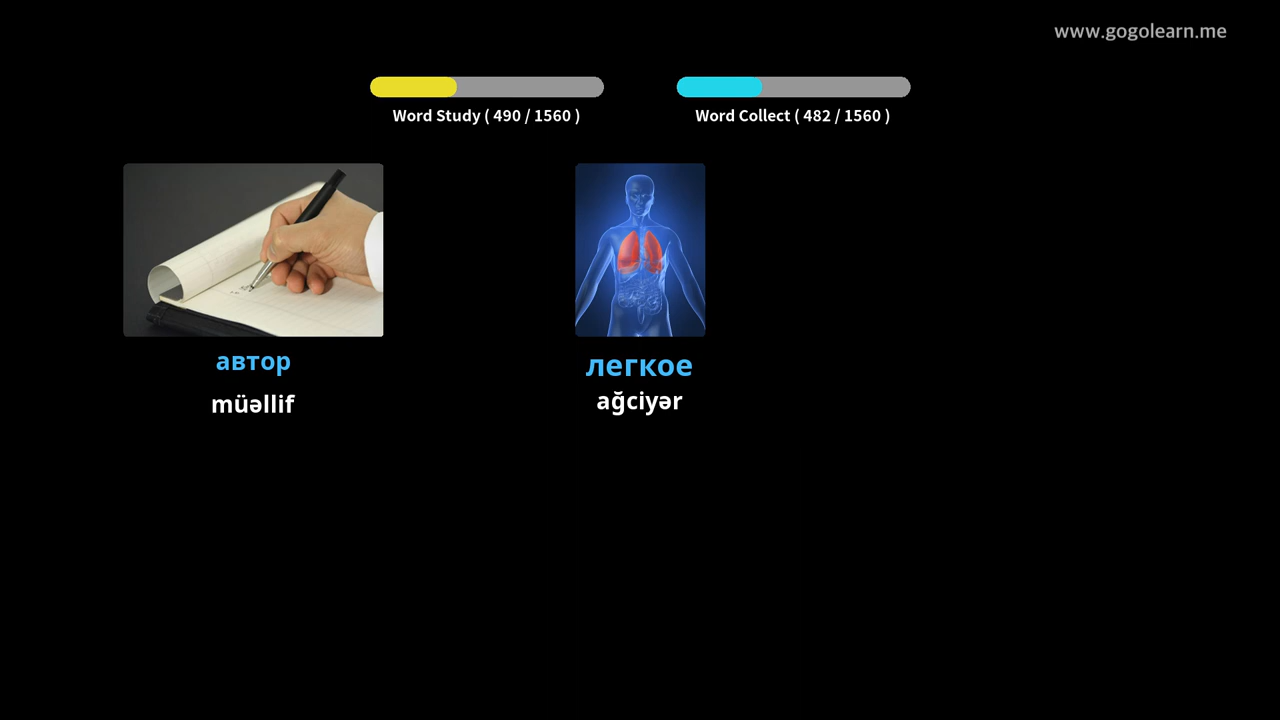 www.gogolearn.me
Word Study ( 490 / 1560 )
Word Collect ( 482 / 1560 )
автор
müəllif
легкое
ağciyər